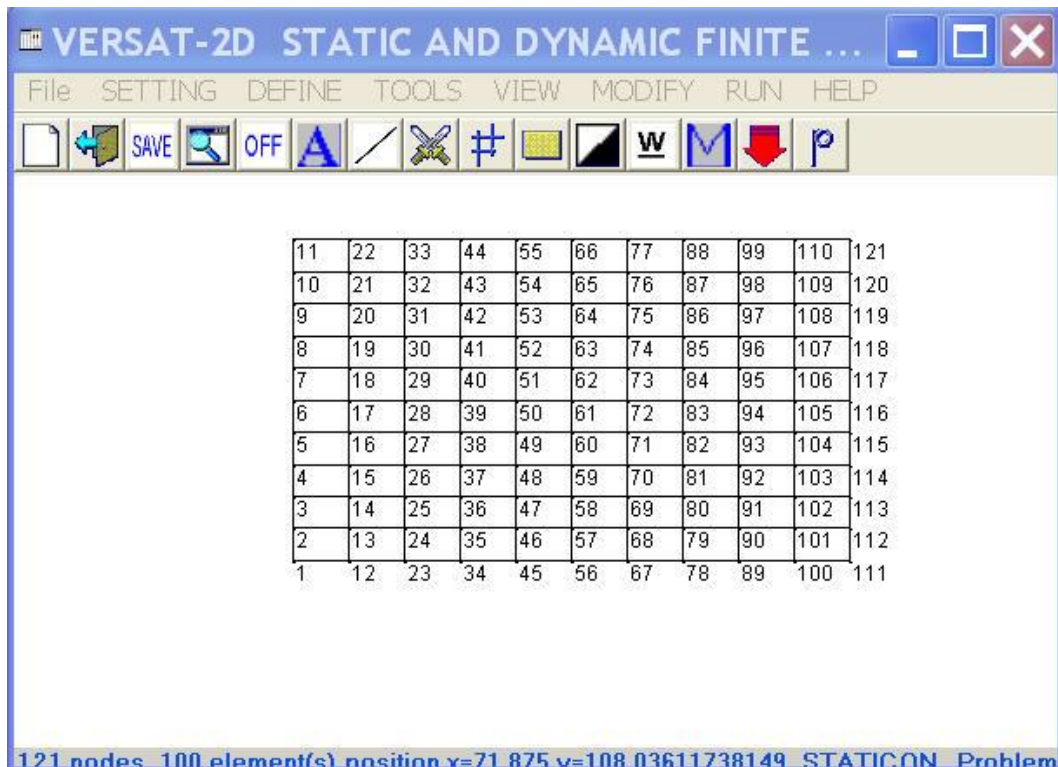 VERSAT-2D STATIC AND DYNAMIC FINITE ...
File SETTING DEFINE TOOLS VIEW MODIFY RUN HELP
SAVE OFF A W M p
11 22 33 44 55 66 77 88 99 110 121
10 21 32 43 54 65 76 87 98 109 120
9 20 31 42 53 64 75 86 97 108 119
8 19 30 41 52 63 74 85 96 107 118
7 18 29 40 51 62 73 84 95 106 117
6 17 28 39 50 61 72 83 94 105 116
5 16 27 38 49 60 71 82 93 104 115
4 15 26 37 48 59 70 81 92 103 114
3 14 25 36 47 58 69 80 91 102 113
2 13 24 35 46 57 68 79 90 101 112
1 12 23 34 45 56 67 78 89 100 111
121 nodes 100 element(s) position x=71.875 y=108.03611738149 STATICON Problem